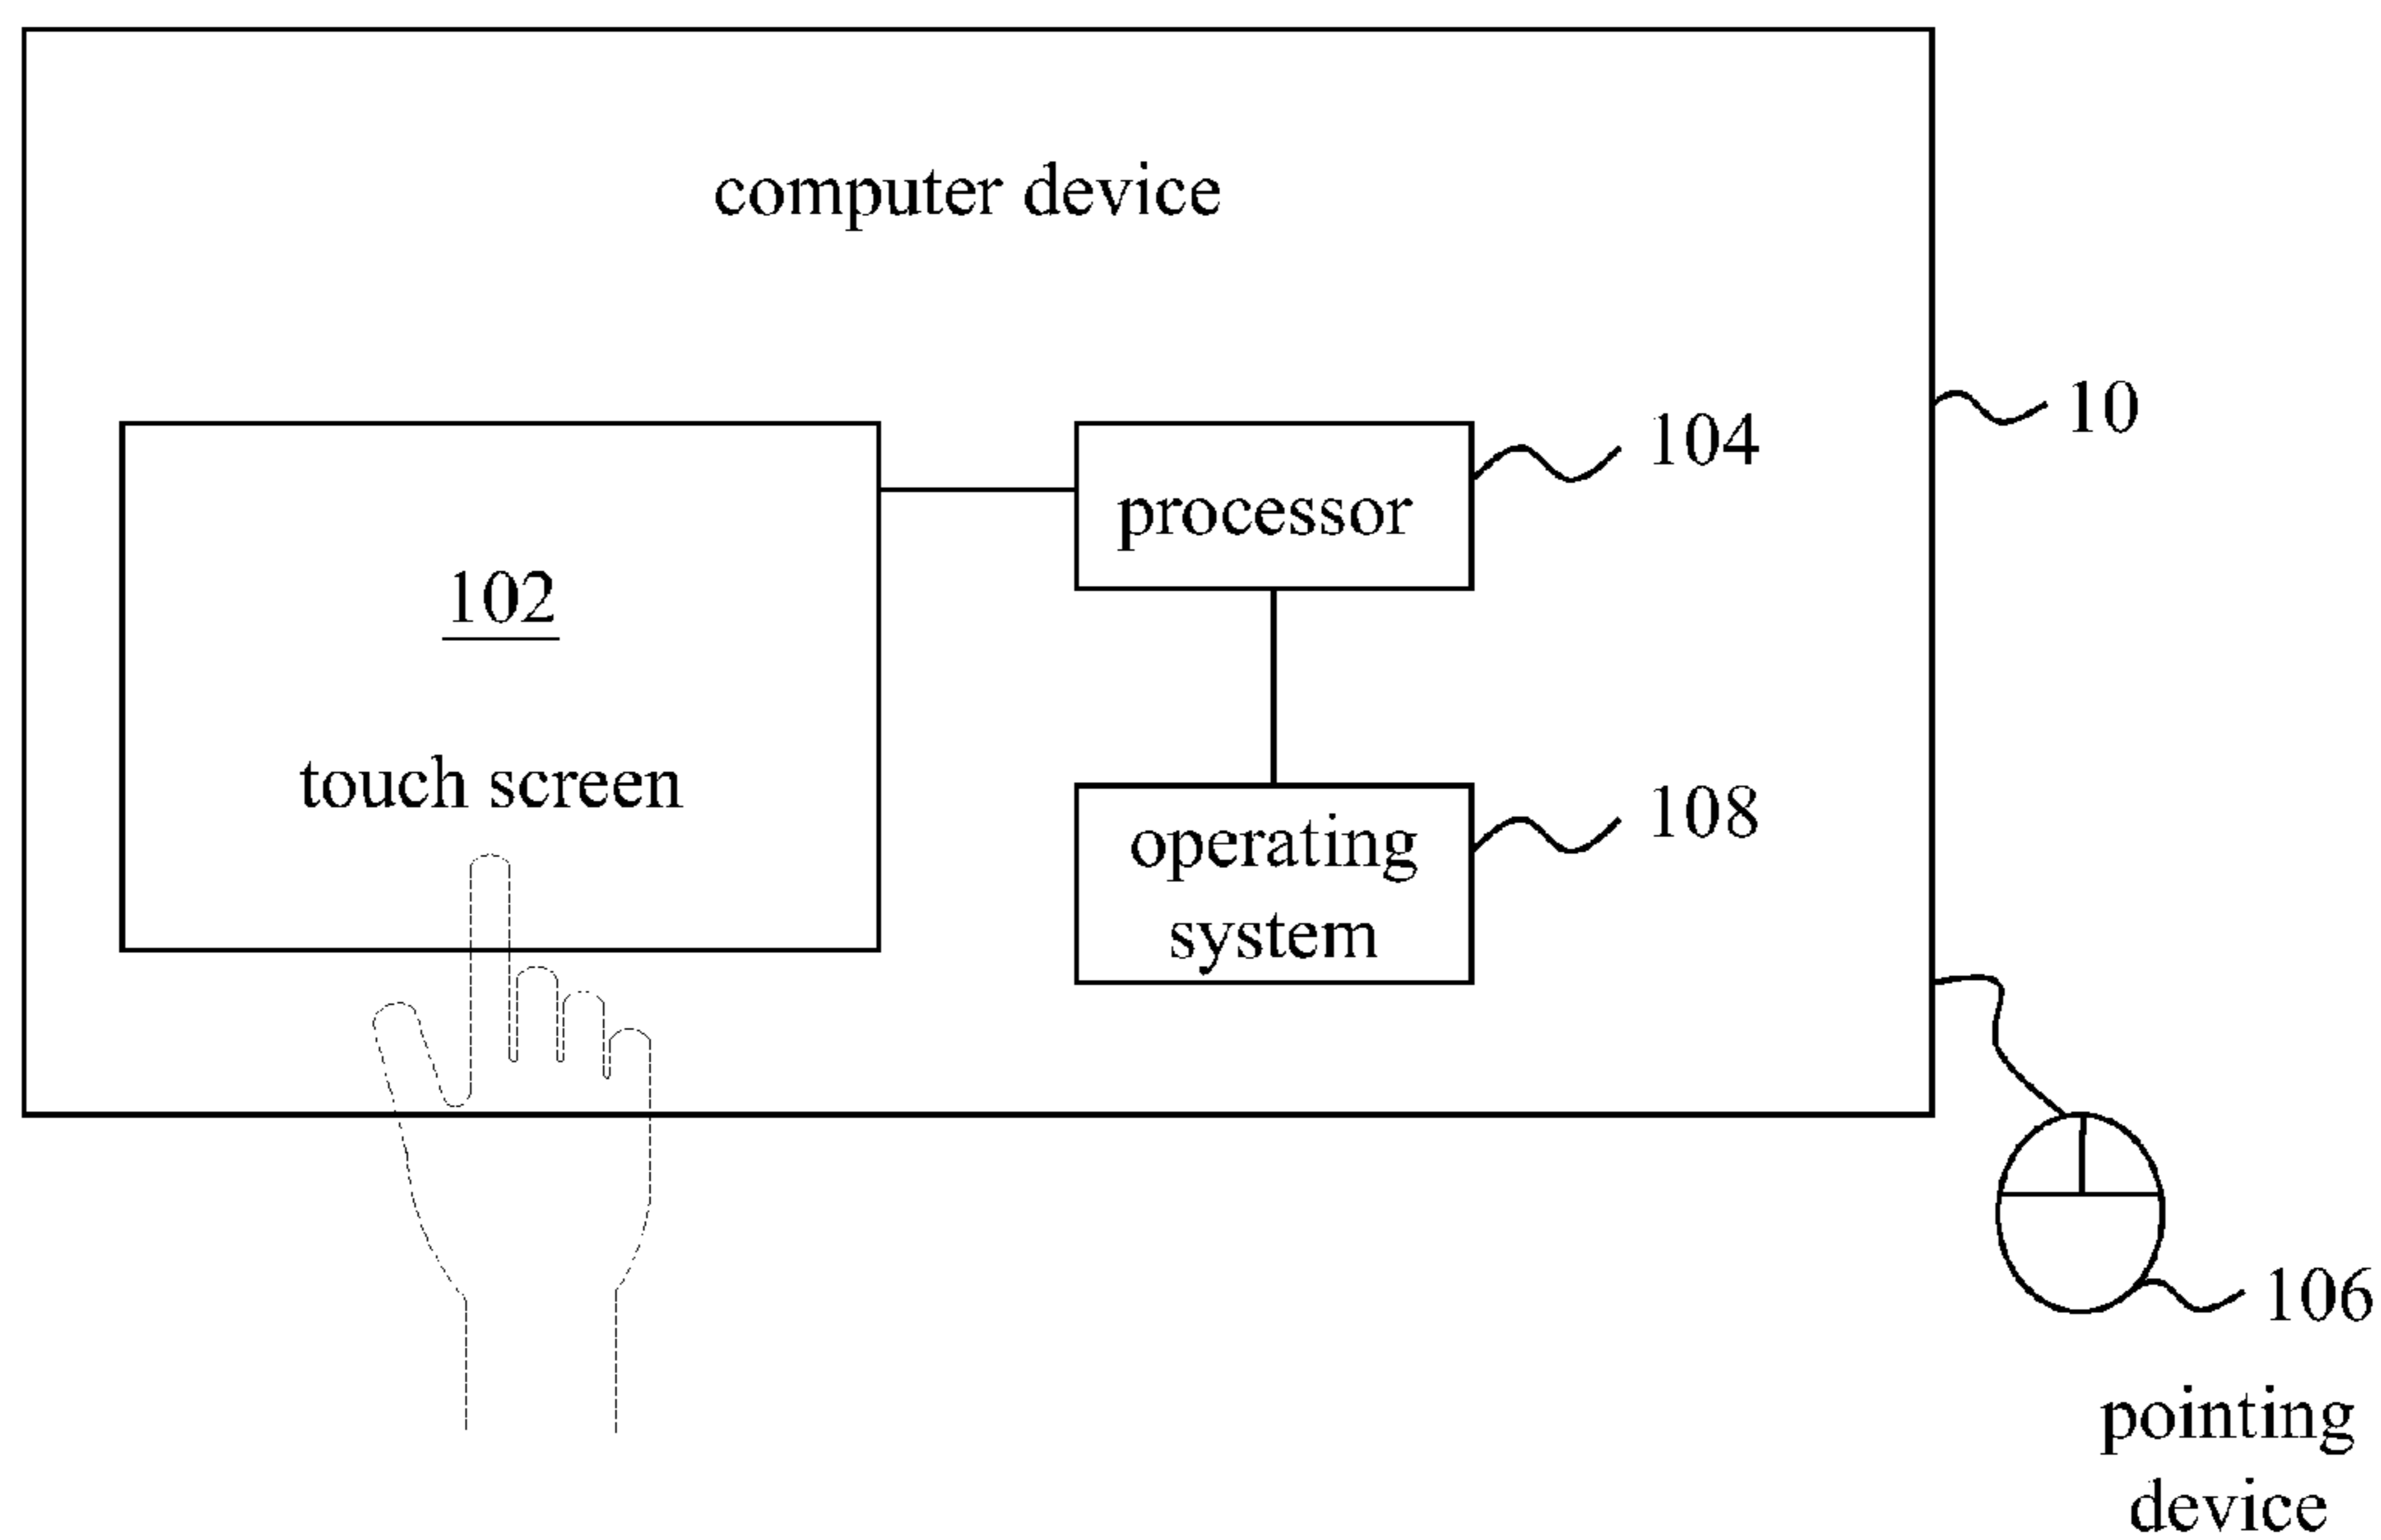 computer device
10
104
processor
102
touch screen
108
operating
system
106
pointing
device